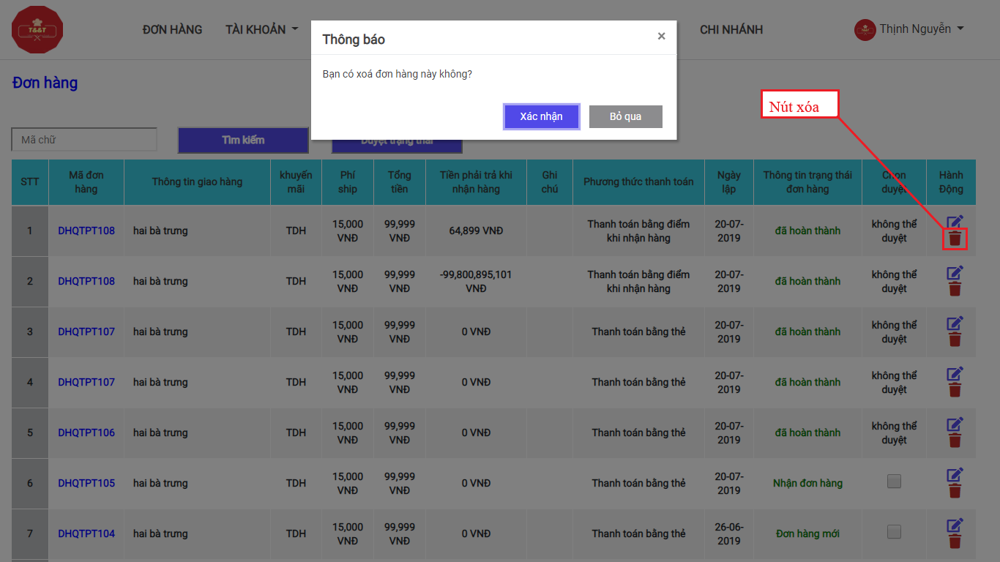 T&&T
ĐƠN HÀNG
TÀI KHOẢN
CHI NHÁNH
T&&T
Thịnh Nguyễn
Thông báo
×
Bạn có xoá đơn hàng này không?
Xác nhận
Bỏ qua
Đơn hàng
Nút xóa
Mã chữ
Tìm kiếm
Duyệt trạng thái
STT
Mã đơn
hàng
Thông tin giao hàng
khuyến
mãi
Phí
ship
Tổng
tiền
Tiền phải trả khi
nhận hàng
Ghi
chú
Phương thức thanh toán
Ngày
lập
Thông tin trạng thái
đơn hàng
Chọn
duyệt
Hành
Động
1
DHQTPT108
hai bà trưng
TDH
15,000
VNĐ
99,999
VNĐ
64,899 VNĐ
Thanh toán bằng điểm
khi nhận hàng
20-07-
2019
đã hoàn thành
không thể
duyệt
2
DHQTPT108
hai bà trưng
TDH
15,000
VNĐ
99,999
VNĐ
-99,800,895,101
VNĐ
Thanh toán bằng điểm
khi nhận hàng
20-07-
2019
đã hoàn thành
không thể
duyệt
3
DHQTPT107
hai bà trưng
TDH
15,000
VNĐ
99,999
VNĐ
0 VNĐ
Thanh toán bằng thẻ
20-07-
2019
đã hoàn thành
không thể
duyệt
4
DHQTPT107
hai bà trưng
TDH
15,000
VNĐ
99,999
VNĐ
0 VNĐ
Thanh toán bằng thẻ
20-07-
2019
đã hoàn thành
không thể
duyệt
5
DHQTPT106
hai bà trưng
TDH
15,000
VNĐ
99,999
VNĐ
0 VNĐ
Thanh toán bằng thẻ
20-07-
2019
đã hoàn thành
không thể
duyệt
6
DHQTPT105
hai bà trưng
TDH
15,000
VNĐ
99,999
VNĐ
0 VNĐ
Thanh toán bằng thẻ
20-07-
2019
Nhận đơn hàng
7
DHQTPT104
hai bà trưng
TDH
15,000
VNĐ
99,999
VNĐ
0 VNĐ
Thanh toán bằng thẻ
26-06-
2019
Đơn hàng mới